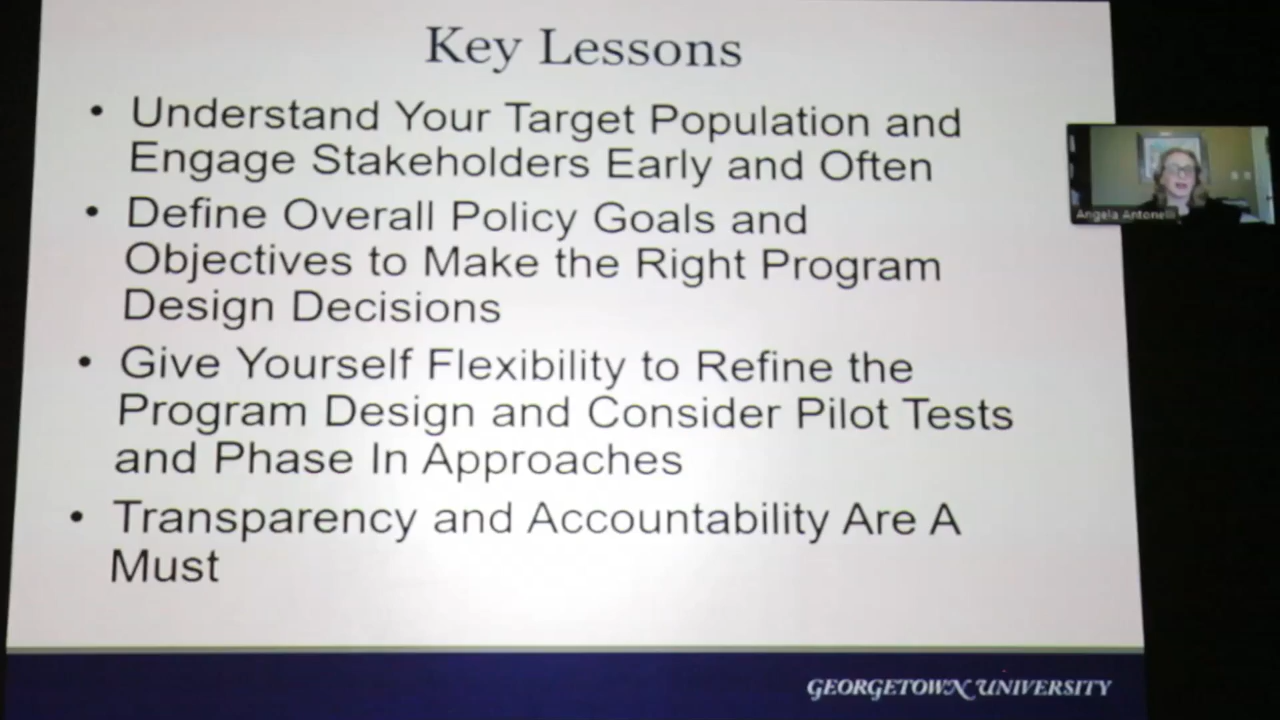 Key Lessons
• Understand Your Target Population and
Engage Stakeholders Early and Often
• Define Overall Policy Goals and
Objectives to Make the Right Program
Design Decisions
• Give Yourself Flexibility to Refine the
Program Design and Consider Pilot Tests
and Phase In Approaches
• Transparency and Accountability Are A
Must
Angela Antonelli
GEORGETOWN UNIVERSITY